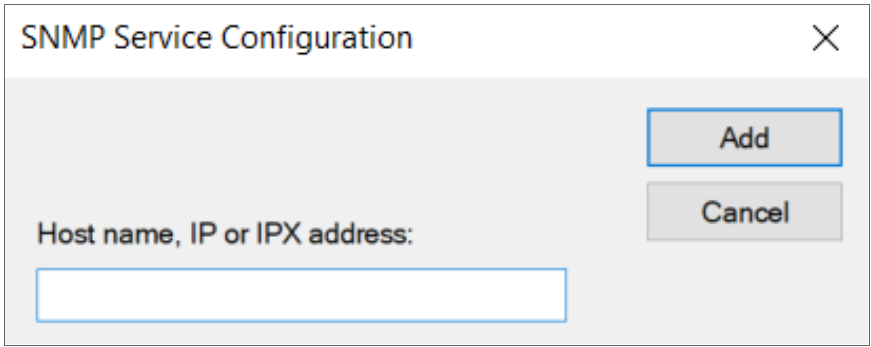 SNMP Service Configuration
Add
Cancel
Host name, IP or IPX address: